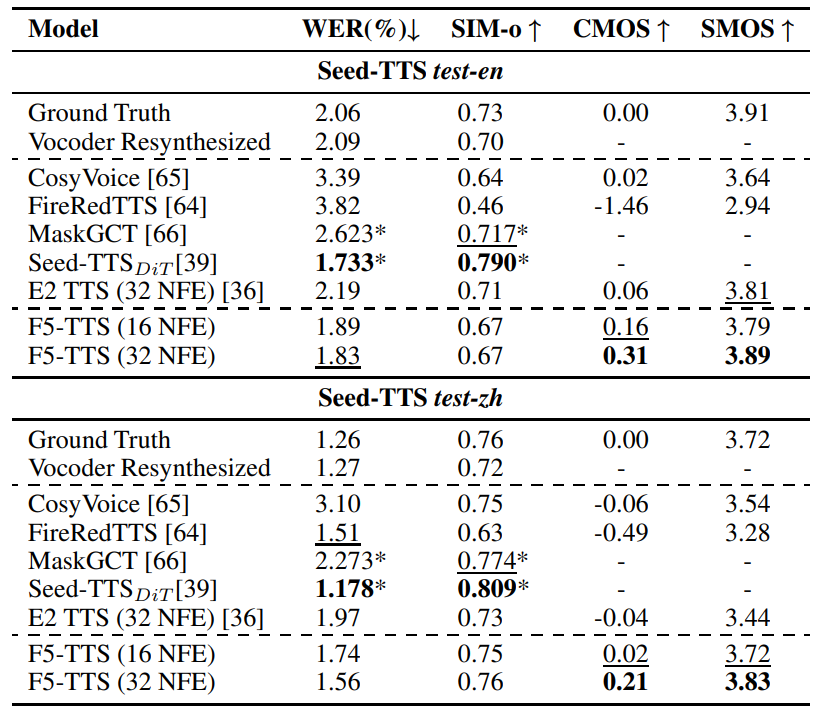 Model WER(%)↓ SIM-o ↑ CMOS ↑ SMOS ↑
Seed-TTS test-en
Ground Truth 2.06 0.73 0.00 3.91
Vocoder Resynthesized 2.09 0.70 - -
CosyVoice [65] 3.39 0.64 0.02 3.64
FireRedTTS [64] 3.82 0.46 -1.46 2.94
MaskGCT [66] 2.623* 0.717* - -
Seed-TTSDiT[39] 1.733* 0.790* - -
E2 TTS (32 NFE) [36] 2.19 0.71 0.06 3.81
F5-TTS (16 NFE) 1.89 0.67 0.16 3.79
F5-TTS (32 NFE) 1.83 0.67 0.31 3.89
Seed-TTS test-zh
Ground Truth 1.26 0.76 0.00 3.72
Vocoder Resynthesized 1.27 0.72 - -
CosyVoice [65] 3.10 0.75 -0.06 3.54
FireRedTTS [64] 1.51 0.63 -0.49 3.28
MaskGCT [66] 2.273* 0.774* - -
Seed-TTSDiT[39] 1.178* 0.809* - -
E2 TTS (32 NFE) [36] 1.97 0.73 -0.04 3.44
F5-TTS (16 NFE) 1.74 0.75 0.02 3.72
F5-TTS (32 NFE) 1.56 0.76 0.21 3.83